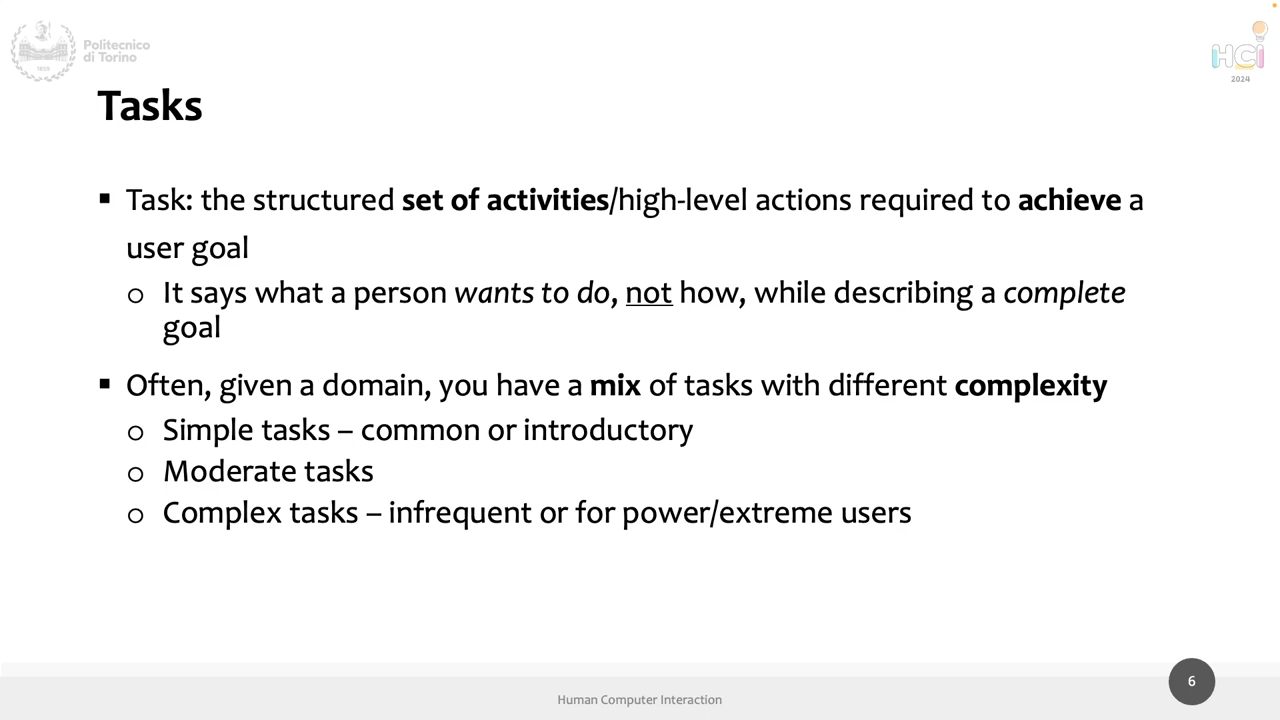 Politecnico
di Torino
1859
HCI
2024
Tasks
▪ Task: the structured set of activities/high-level actions required to achieve a
user goal
o It says what a person wants to do, not how, while describing a complete
goal
▪ Often, given a domain, you have a mix of tasks with different complexity
o Simple tasks – common or introductory
o Moderate tasks
o Complex tasks – infrequent or for power/extreme users
Human Computer Interaction
6